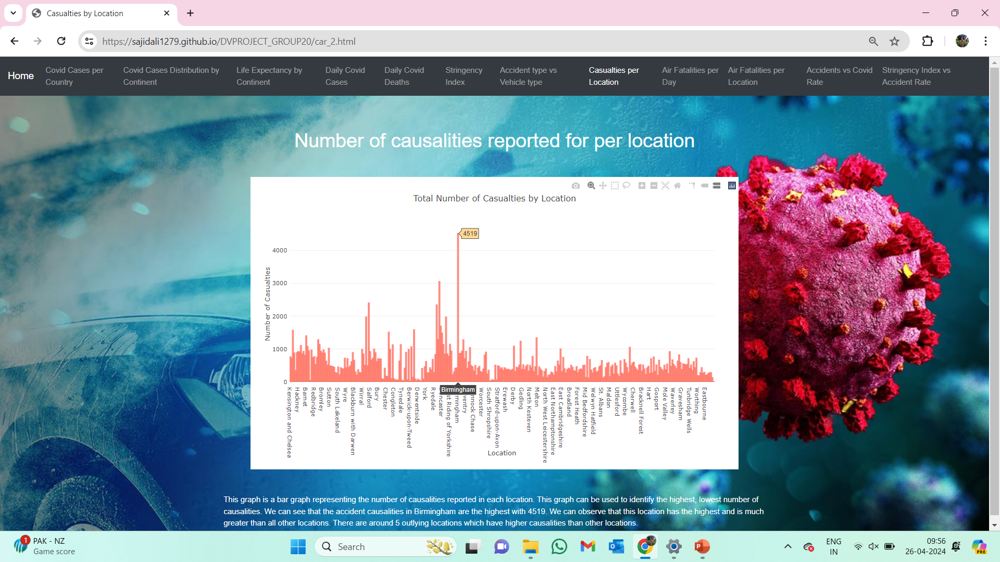 Casualties by Location
https://sajidali1279.github.io/DVPROJECT_GROUP20/car_2.html
Home
Covid Cases per
Country
Covid Cases Distribution by
Continent
Life Expectancy by
Continent
Daily Covid
Cases
Daily Covid
Deaths
Stringency
Index
Accident type vs
Vehicle type
Casualties per
Location
Air Fatalities per
Day
Air Fatalities per
Location
Accidents vs Covid
Rate
Stringency Index vs
Accident Rate
Number of causalities reported for per location
Total Number of Casualties by Location
4519
4000
3000
2000
1000
0
Number of Casualties
Kensington and Chelsea
Hackney
Barnet
Redbridge
Bromley
Sutton
South Lakeland
Wyre
Blackburn with Darwen
Wirral
Salford
Bury
Chester
Congleton
Tynedale
Berwick-upon-Tweed
Derwentside
York
Ryedale
ncaster
st Riding of Yorkshire
Birmingham
mingham
ventry
nnock Chase
Worcester
South Shropshire
Stratford-upon-Avon
Erewash
Derby
Gedling
North Kesteven
Melton
North West Leicestershire
East Northamptonshire
East Cambridgeshire
Broadland
Forest Heath
Mid Bedfordshire
Welwyn Hatfield
St. Albans
Maldon
Uttlesford
Wycombe
Cherwell
Bracknell Forest
Hart
Gosport
Mole Valley
Waverley
Gravesham
Tunbridge Wells
Worthing
Eastbourne
Location
This graph is a bar graph representing the number of causalities reported in each location. This graph can be used to identify the highest, lowest number of
causalities. We can see that the accident causalities in Birmingham are the highest with 4519. We can observe that this location has the highest and is much
greater than all other locations. There are around 5 outlying locations which have higher causalities than other locations.
1
PAK - NZ
Game score
Search
P
ENG
IN
09:56
26-04-2024
PRE